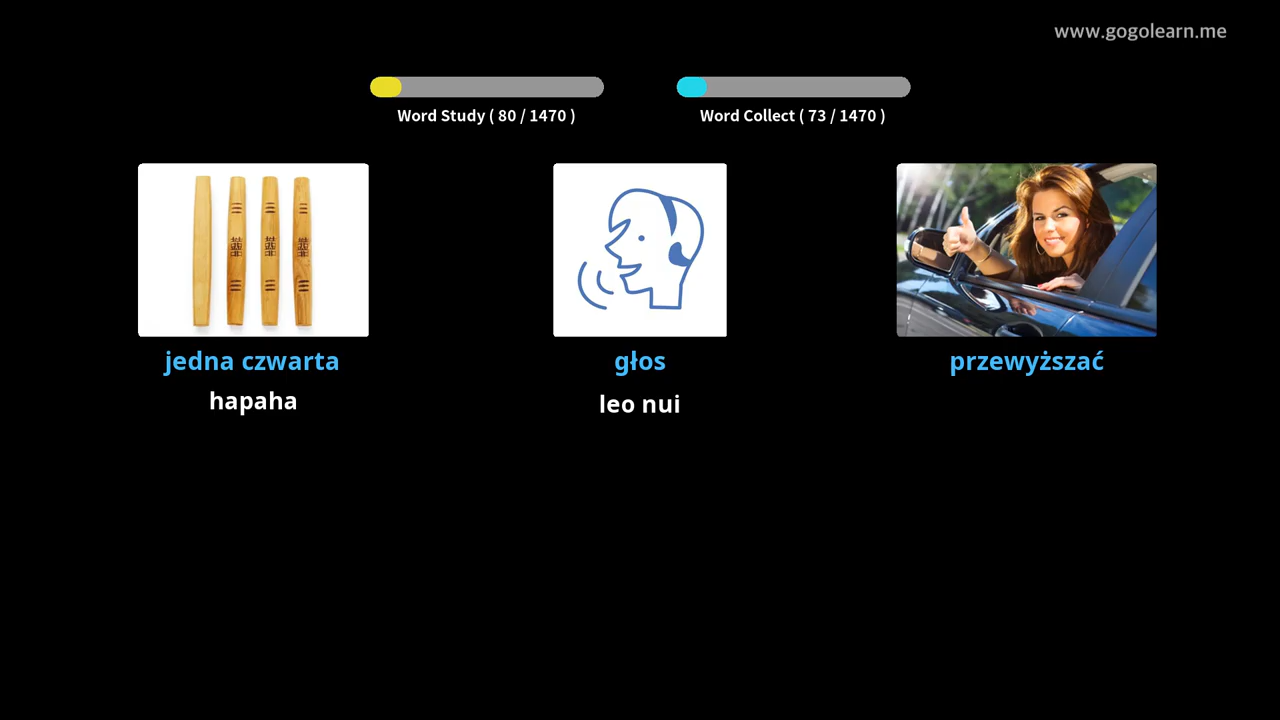 www.gogolearn.me
Word Study ( 80 / 1470 )
Word Collect ( 73 / 1470 )
jedna czwarta
hapaha
głos
leo nui
przewyższać